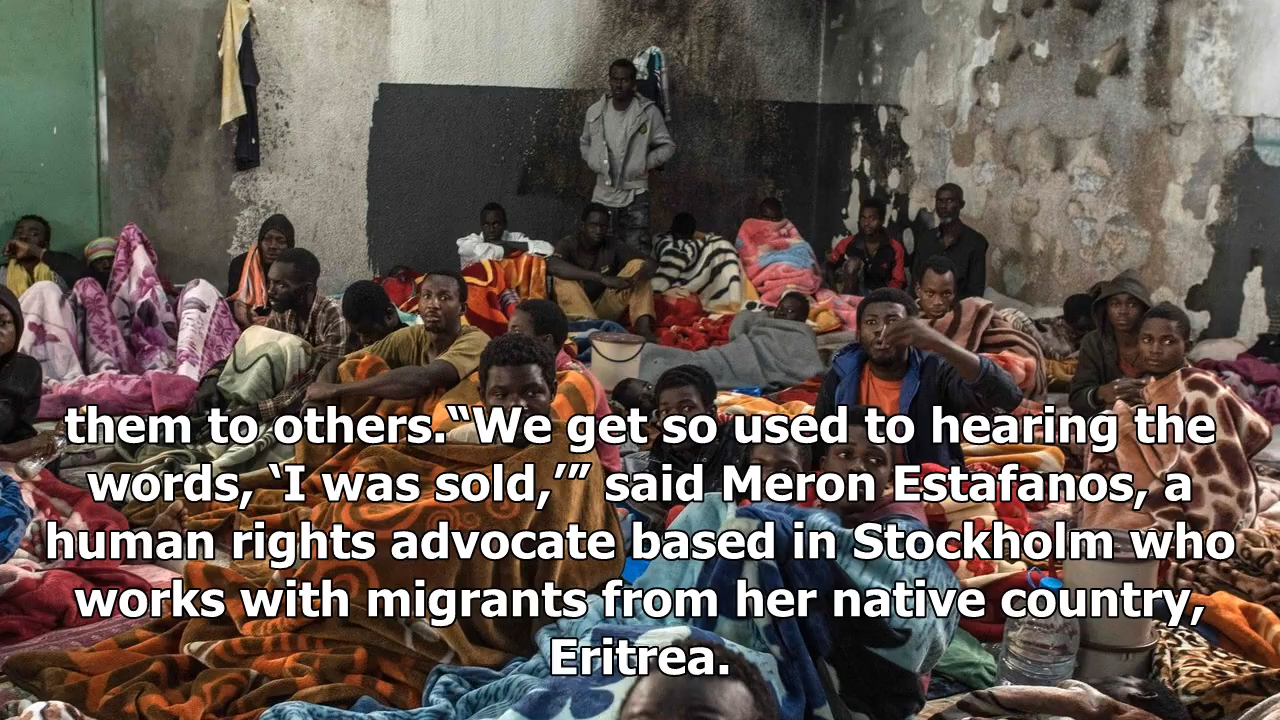 them to others.“We get so used to hearing the
words, ‘I was sold,’” said Meron Estafanos, a
human rights advocate based in Stockholm who
works with migrants from her native country,
Eritrea.